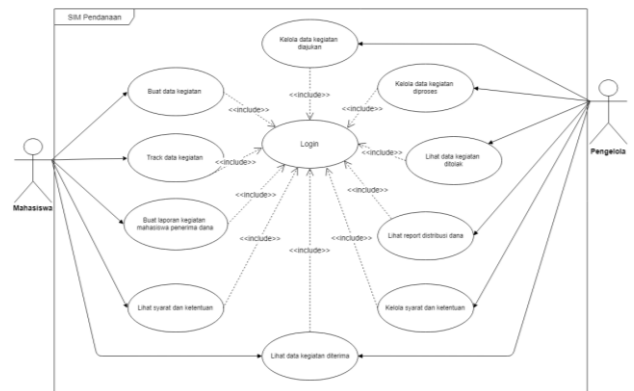 SIM Pendanaan
Kelola data kegiatan
diajukan
Buat data kegiatan
Kelola data kegiatan
diproses
<<include>>
<<include>>
<<include>>
Login
Track data kegiatan
Lihat data kegiatan
ditolak
<<include>>
<<include>>
Mahasiswa
Pengelola
Buat laporan kegiatan
mahasiswa penerima dana
<<include>>
<<include>>
Lihat report distribusi dana
<<include>>
<<include>>
<<include>>
Lihat syarat dan ketentuan
Kelola syarat dan ketentuan
Lihat data kegiatan diterima